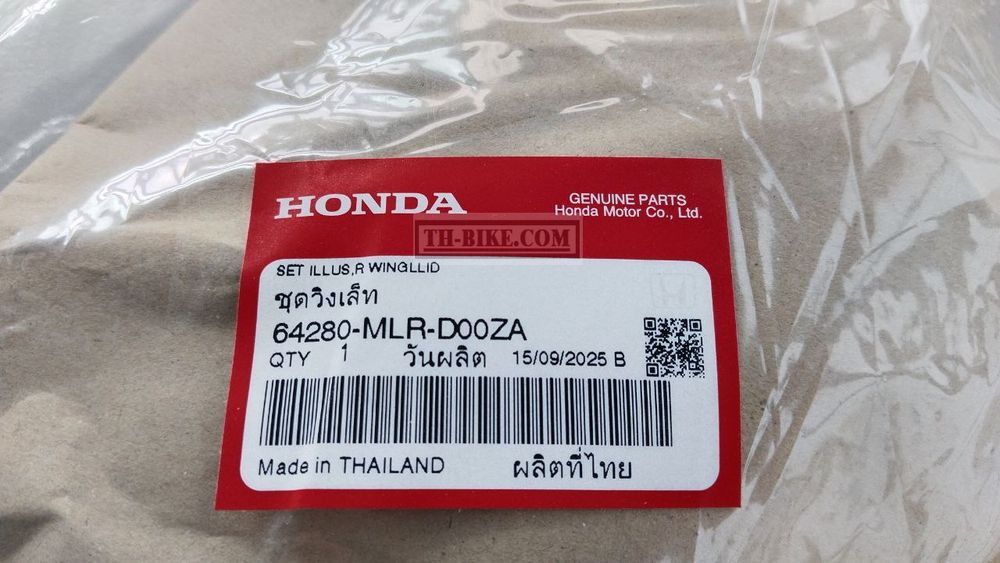 HONDA
GENUINE PARTS
Honda Motor Co., Ltd.
TH-BIKE.COM
SET ILLUS,R WINGLLID
ชุดวิงเล็ท
64280-MLR-D00ZA
QTY 1 วันผลิต 15/09/2025 B
Made in THAILAND ผลิตที่ไทย